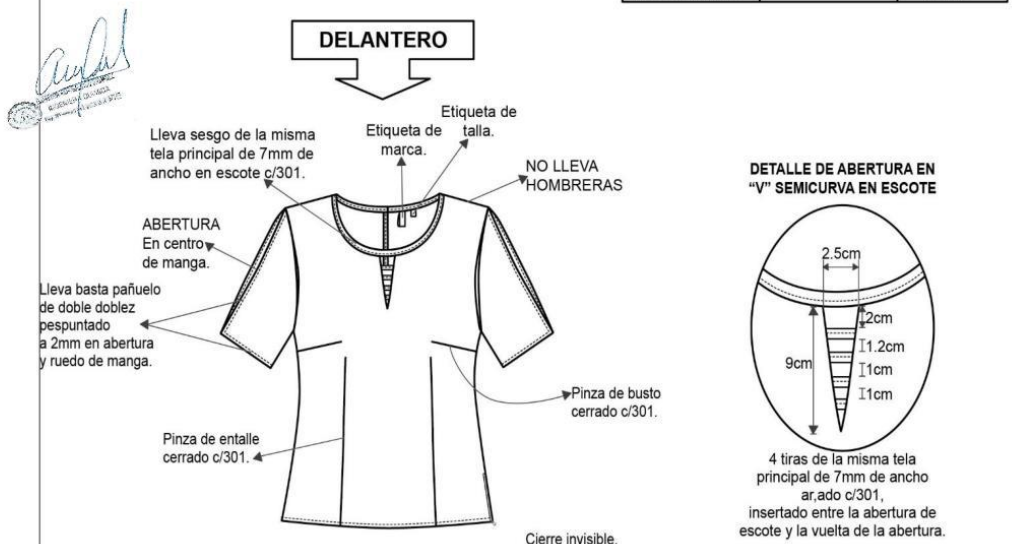 DELANTERO
Etiqueta de
talla.
Etiqueta de
marca.
Lleva sesgo de la misma
tela principal de 7mm de
ancho en escote c/301.
NO LLEVA
HOMBRERAS
ABERTURA
En centro
de manga.
Lleva basta pañuelo
de doble doblez
pespuntado
a 2mm en abertura
y ruedo de manga.
Pinza de busto
cerrado c/301.
Pinza de entalle
cerrado c/301.
Cierre invisible.
DETALLE DE ABERTURA EN
“V” SEMICURVA EN ESCOTE
2.5cm
2cm
1.2cm
9cm
1cm
1cm
4 tiras de la misma tela
principal de 7mm de ancho
ar,ado c/301,
insertado entre la abertura de
escote y la vuelta de la abertura.